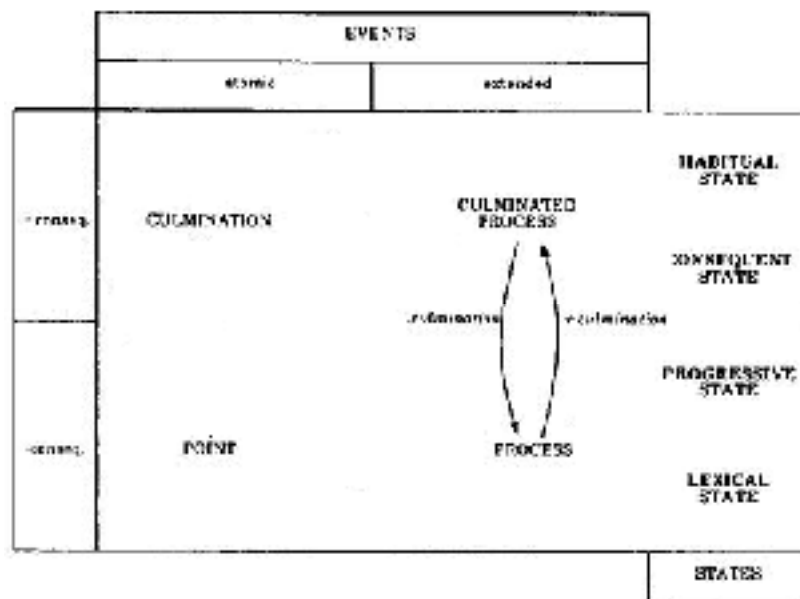 EVENTS
atomic extended
HABITUAL
STATE
+conseq. CULMINATION CULMINATED
PROCESS
CONSEQUENT
STATE
-culmination +culmination
PROGRESSIVE
STATE
-conseq. POINT PROCESS
LEXICAL
STATE
STATES